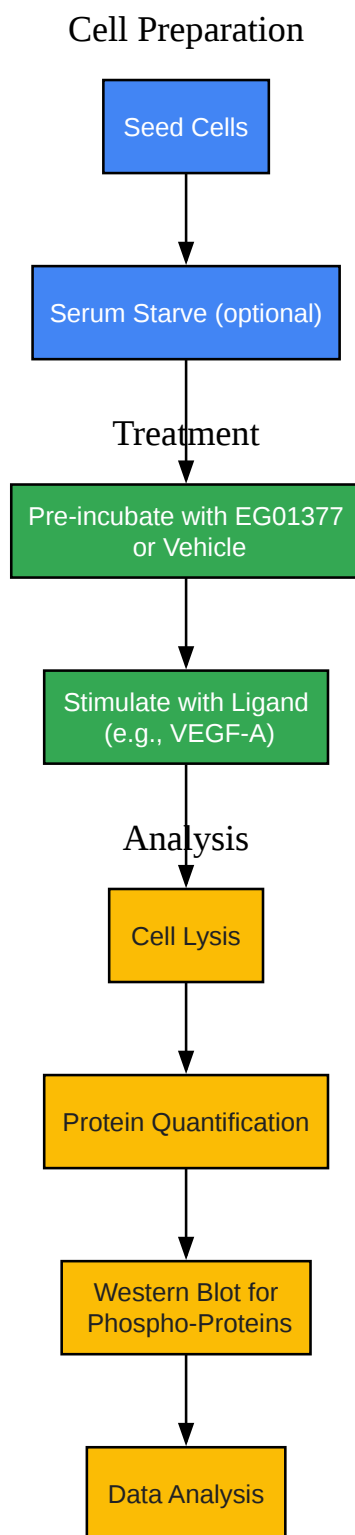 Cell Preparation
Seed Cells
Serum Starve (optional)
Treatment
Pre-incubate with EG01377
or Vehicle
Stimulate with Ligand
(e.g., VEGF-A)
Analysis
Cell Lysis
Protein Quantification
Western Blot for
Phospho-Proteins
Data Analysis